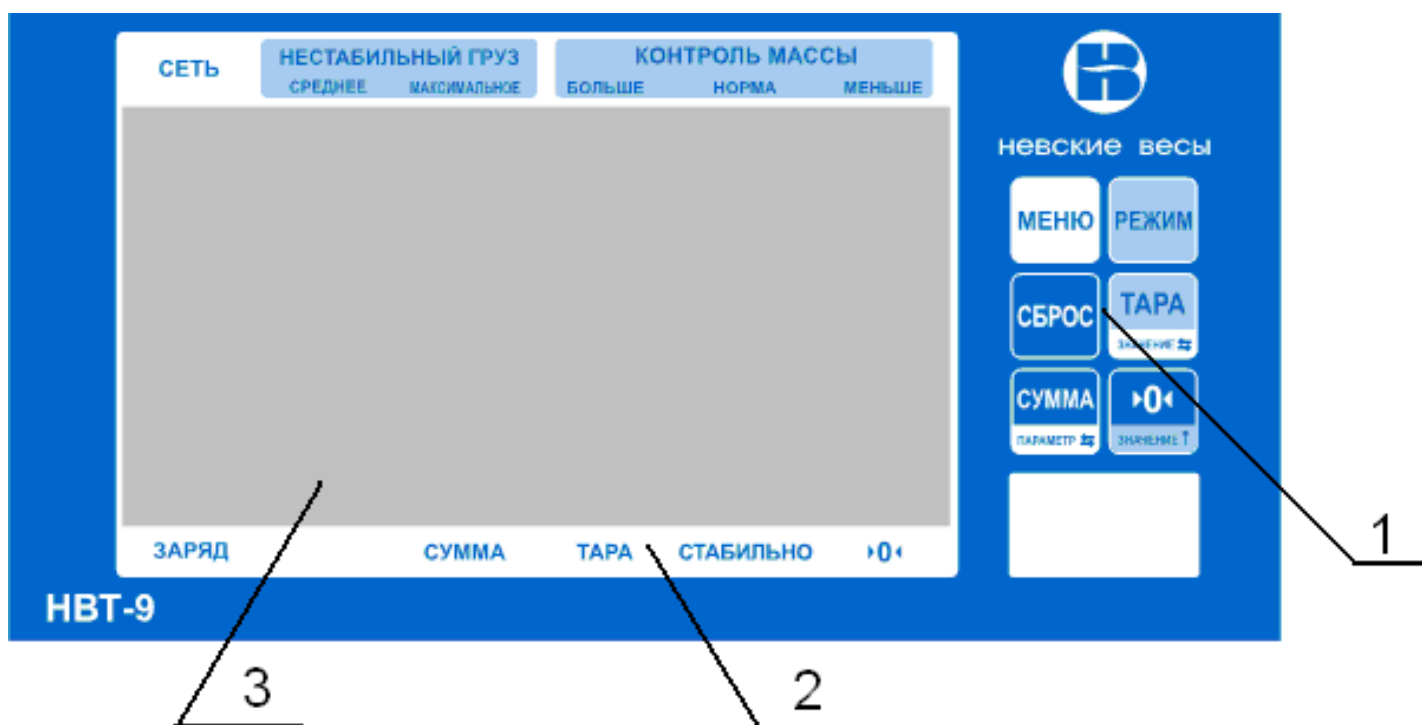 СЕТЬ
НЕСТАБИЛЬНЫЙ ГРУЗ
СРЕДНЕЕ МАКСИМАЛЬНОЕ
КОНТРОЛЬ МАССЫ
БОЛЬШЕ НОРМА МЕНЬШЕ
невские весы
МЕНЮ РЕЖИМ
СБРОС ТАРА
ЗНАЧЕНИЕ ⇆
СУММА ▸0◂
ПАРАМЕТР ⇆ ЗНАЧЕНИЕ ↑
ЗАРЯД СУММА ТАРА СТАБИЛЬНО ▸0◂
НВТ-9
1
2
3